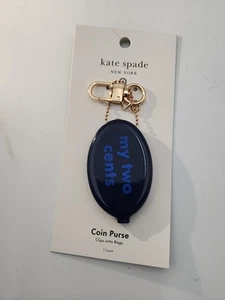 kate spade
NEW YORK
my two
cents
Coin Purse
Clips onto Bags